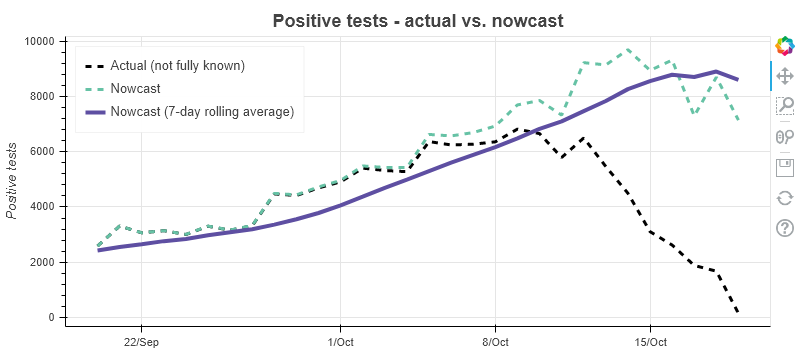 Positive tests - actual vs. nowcast
Actual (not fully known)
Nowcast
Nowcast (7-day rolling average)
Positive tests
10000
8000
6000
4000
2000
0
22/Sep
1/Oct
8/Oct
15/Oct